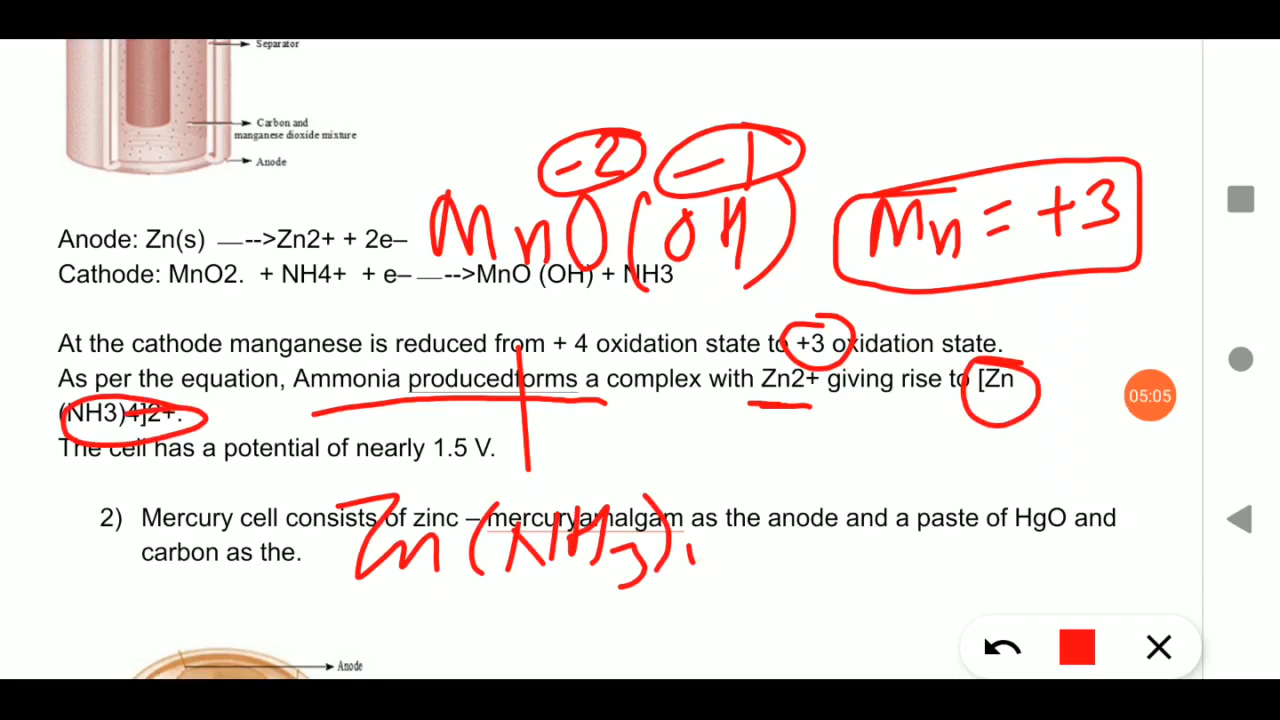 Separator
Carbon and
manganese dioxide mixture
Anode
-2 -1
MnO(OH)
Mn = +3
Anode: Zn(s) —-->Zn2+ + 2e–
Cathode: MnO2. + NH4+ + e– —-->MnO (OH) + NH3
At the cathode manganese is reduced from + 4 oxidation state to +3 oxidation state.
As per the equation, Ammonia producedforms a complex with Zn2+ giving rise to [Zn
(NH3)4]2+.
05:05
The cell has a potential of nearly 1.5 V.
2) Mercury cell consists of zinc – mercuryamalgam as the anode and a paste of HgO and
carbon as the.
Zn(NH3)
Anode